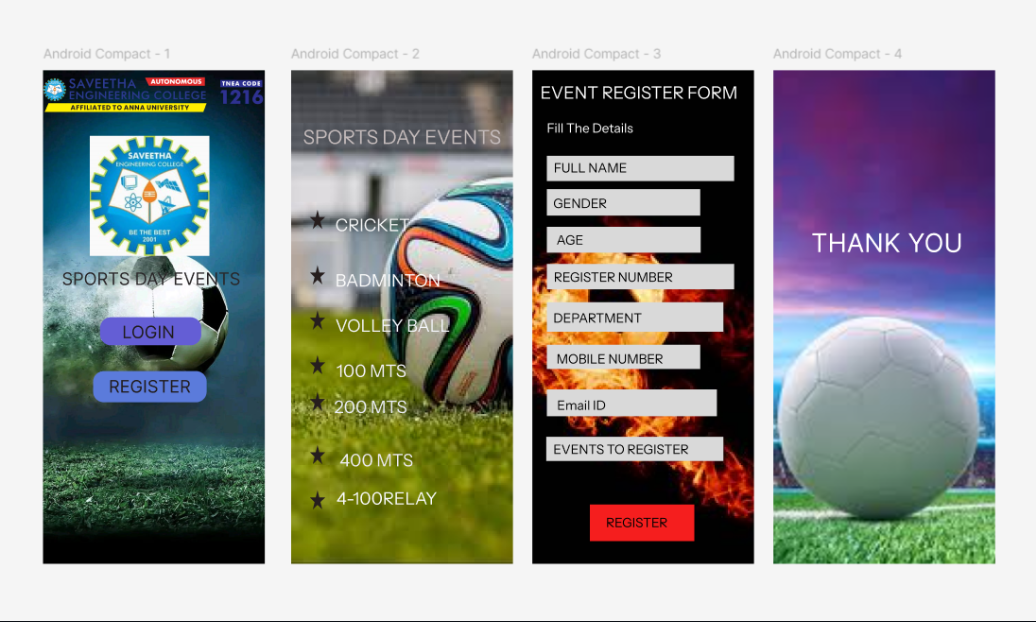 Android Compact - 1
SAVEETHA
AUTONOMOUS
ENGINEERING COLLEGE
AFFILIATED TO ANNA UNIVERSITY
TNEA CODE
1216
SAVEETHA
ENGINEERING COLLEGE
BE THE BEST
2001
SPORTS DAY EVENTS
LOGIN
REGISTER
Android Compact - 2
SPORTS DAY EVENTS
CRICKET
BADMINTON
VOLLEY BALL
100 MTS
200 MTS
400 MTS
4-100RELAY
Android Compact - 3
EVENT REGISTER FORM
Fill The Details
FULL NAME
GENDER
AGE
REGISTER NUMBER
DEPARTMENT
MOBILE NUMBER
Email ID
EVENTS TO REGISTER
REGISTER
Android Compact - 4
THANK YOU